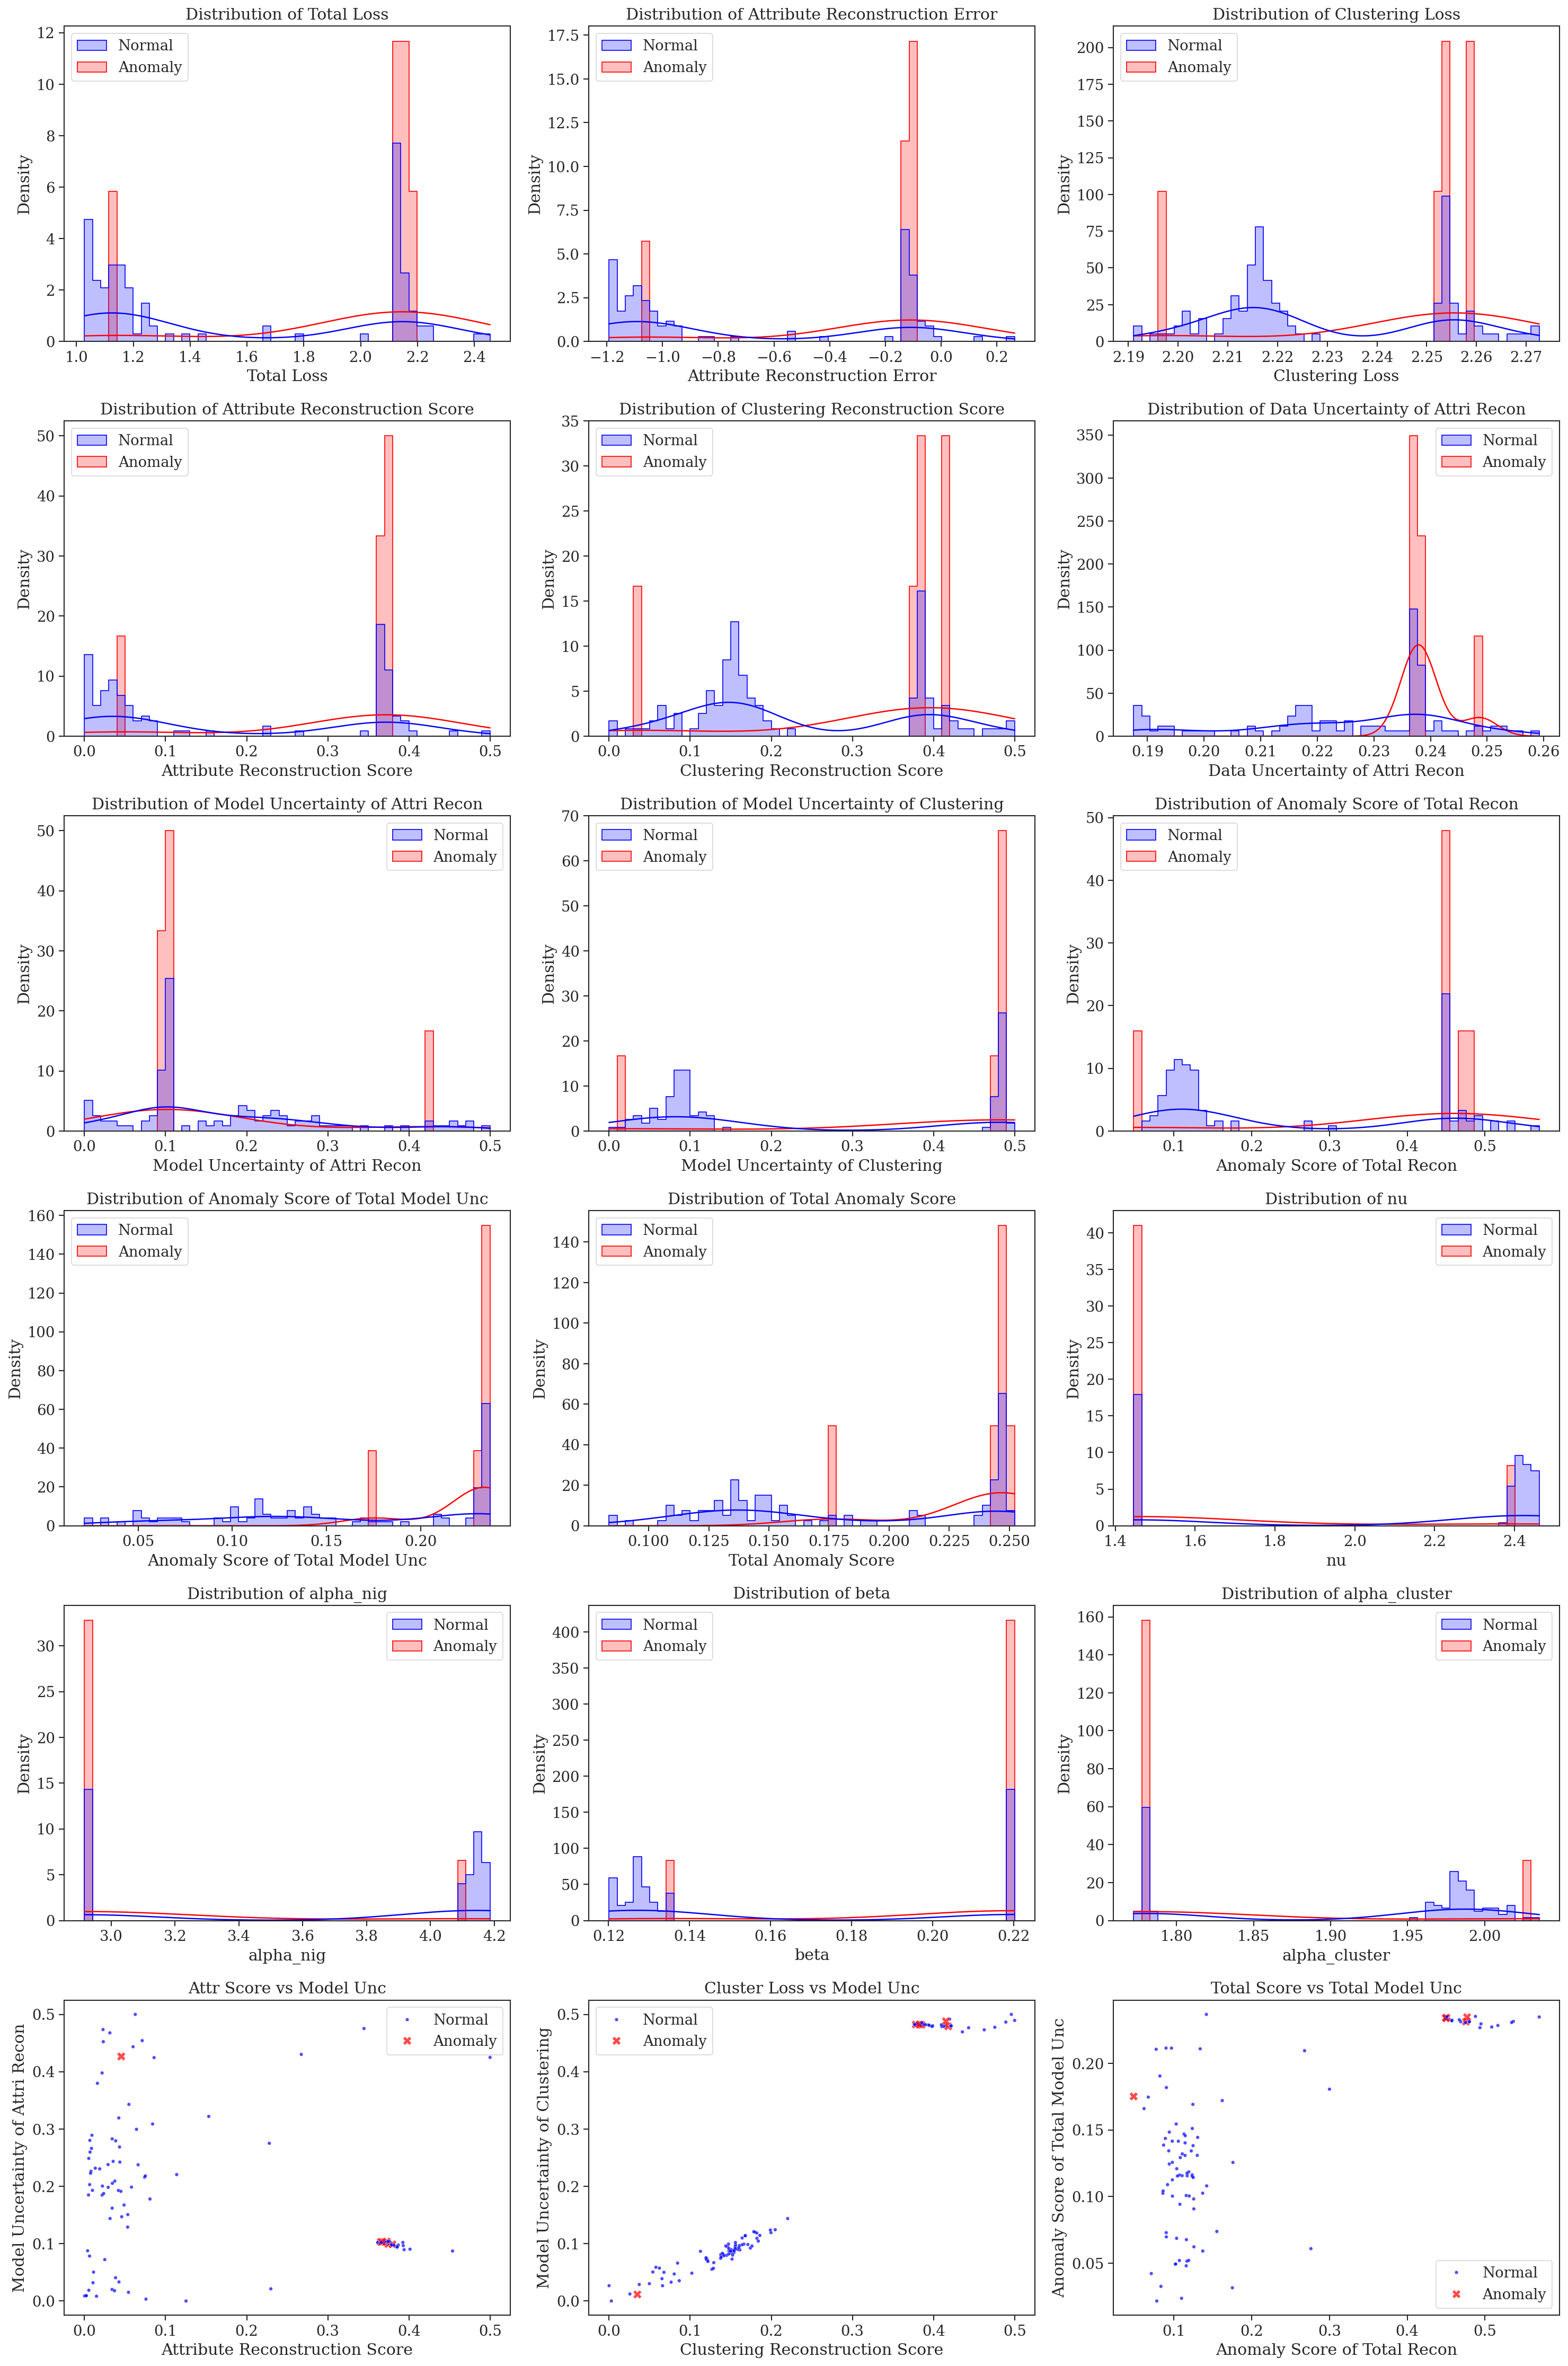 Distribution of Total Loss
Normal
Anomaly
Density
12
10
8
6
4
2
0
1.0 1.2 1.4 1.6 1.8 2.0 2.2 2.4
Total Loss
Distribution of Attribute Reconstruction Error
Normal
Anomaly
Density
17.5
15.0
12.5
10.0
7.5
5.0
2.5
0.0
−1.2 −1.0 −0.8 −0.6 −0.4 −0.2 0.0 0.2
Attribute Reconstruction Error
Distribution of Clustering Loss
Normal
Anomaly
Density
200
175
150
125
100
75
50
25
0
2.19 2.20 2.21 2.22 2.23 2.24 2.25 2.26 2.27
Clustering Loss
Distribution of Attribute Reconstruction Score
Normal
Anomaly
Density
50
40
30
20
10
0
0.0 0.1 0.2 0.3 0.4 0.5
Attribute Reconstruction Score
Distribution of Clustering Reconstruction Score
Normal
Anomaly
Density
35
30
25
20
15
10
5
0
0.0 0.1 0.2 0.3 0.4 0.5
Clustering Reconstruction Score
Distribution of Data Uncertainty of Attri Recon
Normal
Anomaly
Density
350
300
250
200
150
100
50
0
0.19 0.20 0.21 0.22 0.23 0.24 0.25 0.26
Data Uncertainty of Attri Recon
Distribution of Model Uncertainty of Attri Recon
Normal
Anomaly
Density
50
40
30
20
10
0
0.0 0.1 0.2 0.3 0.4 0.5
Model Uncertainty of Attri Recon
Distribution of Model Uncertainty of Clustering
Normal
Anomaly
Density
70
60
50
40
30
20
10
0
0.0 0.1 0.2 0.3 0.4 0.5
Model Uncertainty of Clustering
Distribution of Anomaly Score of Total Recon
Normal
Anomaly
Density
50
40
30
20
10
0
0.1 0.2 0.3 0.4 0.5
Anomaly Score of Total Recon
Distribution of Anomaly Score of Total Model Unc
Normal
Anomaly
Density
160
140
120
100
80
60
40
20
0
0.05 0.10 0.15 0.20
Anomaly Score of Total Model Unc
Distribution of Total Anomaly Score
Normal
Anomaly
Density
140
120
100
80
60
40
20
0
0.100 0.125 0.150 0.175 0.200 0.225 0.250
Total Anomaly Score
Distribution of nu
Normal
Anomaly
Density
40
35
30
25
20
15
10
5
0
1.4 1.6 1.8 2.0 2.2 2.4
nu
Distribution of alpha_nig
Normal
Anomaly
Density
30
25
20
15
10
5
0
3.0 3.2 3.4 3.6 3.8 4.0 4.2
alpha_nig
Distribution of beta
Normal
Anomaly
Density
400
350
300
250
200
150
100
50
0
0.12 0.14 0.16 0.18 0.20 0.22
beta
Distribution of alpha_cluster
Normal
Anomaly
Density
160
140
120
100
80
60
40
20
0
1.80 1.85 1.90 1.95 2.00
alpha_cluster
Attr Score vs Model Unc
Normal
Anomaly
Model Uncertainty of Attri Recon
0.5
0.4
0.3
0.2
0.1
0.0
0.0 0.1 0.2 0.3 0.4 0.5
Attribute Reconstruction Score
Cluster Loss vs Model Unc
Normal
Anomaly
Model Uncertainty of Clustering
0.5
0.4
0.3
0.2
0.1
0.0
0.0 0.1 0.2 0.3 0.4 0.5
Clustering Reconstruction Score
Total Score vs Total Model Unc
Normal
Anomaly
Anomaly Score of Total Model Unc
0.20
0.15
0.10
0.05
0.1 0.2 0.3 0.4 0.5
Anomaly Score of Total Recon